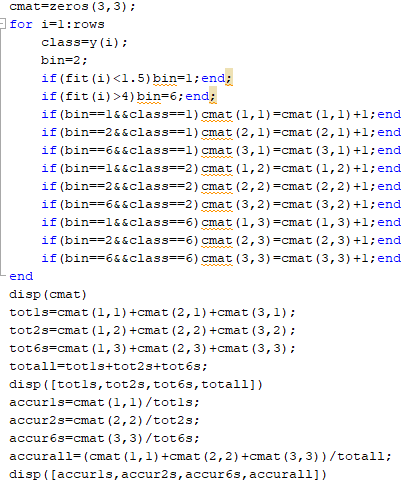 cmat=zeros(3,3);
for i=1:rows
class=y(i);
bin=2;
if(fit(i)<1.5)bin=1;end;
if(fit(i)>4)bin=6;end;
if(bin==1&&class==1)cmat(1,1)=cmat(1,1)+1;end
if(bin==2&&class==1)cmat(2,1)=cmat(2,1)+1;end
if(bin==6&&class==1)cmat(3,1)=cmat(3,1)+1;end
if(bin==1&&class==2)cmat(1,2)=cmat(1,2)+1;end
if(bin==2&&class==2)cmat(2,2)=cmat(2,2)+1;end
if(bin==6&&class==2)cmat(3,2)=cmat(3,2)+1;end
if(bin==1&&class==6)cmat(1,3)=cmat(1,3)+1;end
if(bin==2&&class==6)cmat(2,3)=cmat(2,3)+1;end
if(bin==6&&class==6)cmat(3,3)=cmat(3,3)+1;end
end
disp(cmat)
tot1s=cmat(1,1)+cmat(2,1)+cmat(3,1);
tot2s=cmat(1,2)+cmat(2,2)+cmat(3,2);
tot6s=cmat(1,3)+cmat(2,3)+cmat(3,3);
totall=tot1s+tot2s+tot6s;
disp([tot1s,tot2s,tot6s,totall])
accur1s=cmat(1,1)/tot1s;
accur2s=cmat(2,2)/tot2s;
accur6s=cmat(3,3)/tot6s;
accurall=(cmat(1,1)+cmat(2,2)+cmat(3,3))/totall;
disp([accur1s,accur2s,accur6s,accurall])